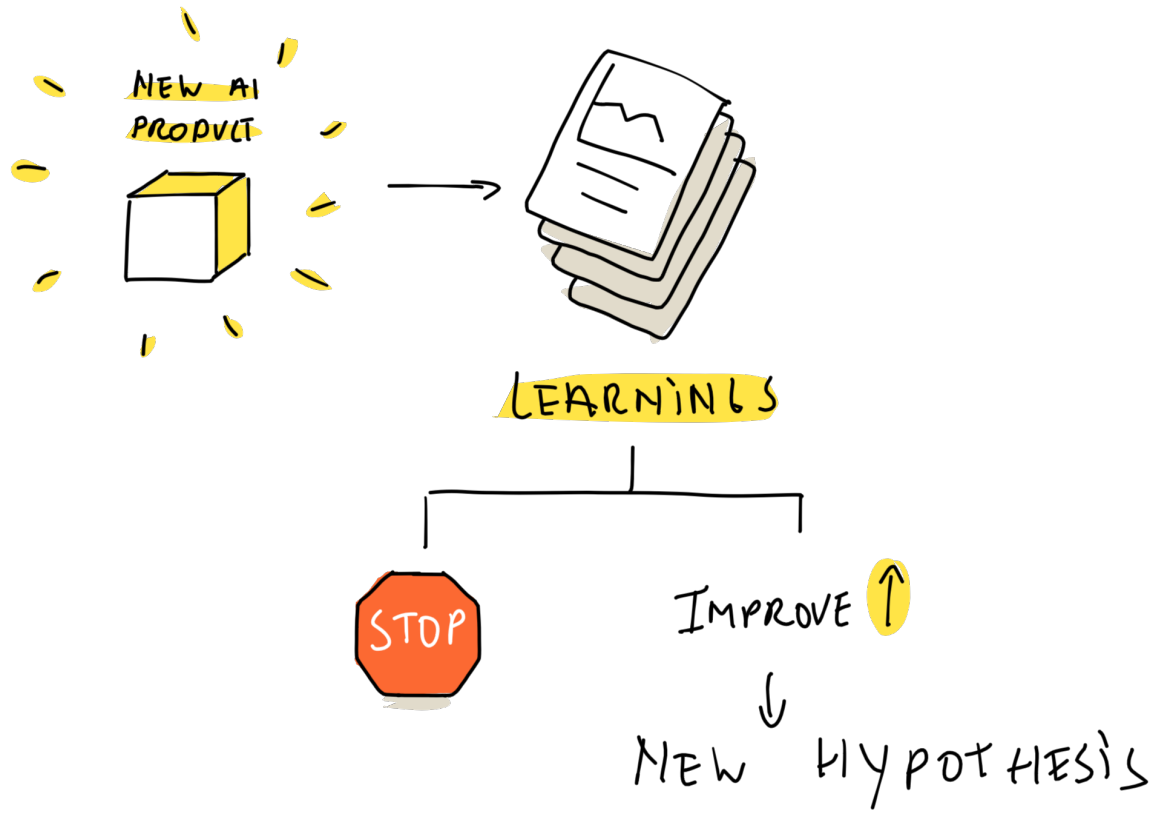 NEW AI
PRODUCT
LEARNINGS
STOP
IMPROVE ↑
NEW HYPOTHESIS